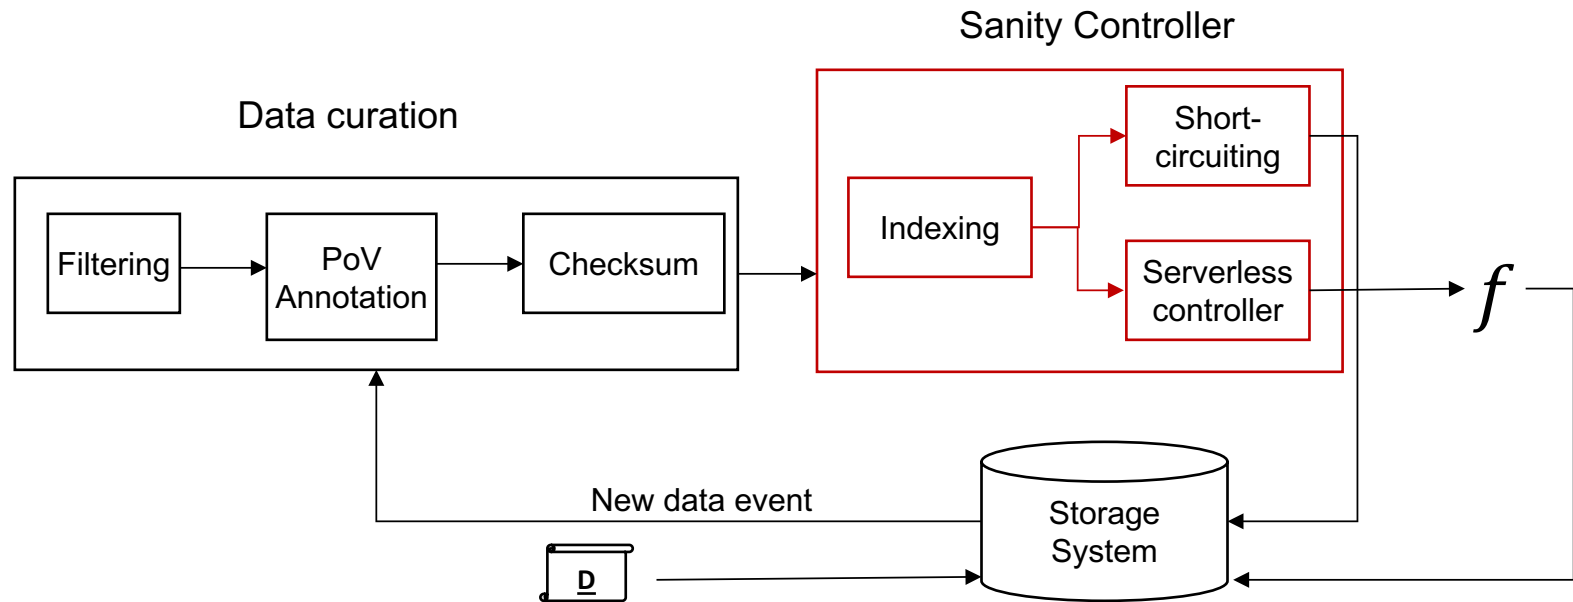 Sanity Controller
Data curation
Short-
circuiting
Indexing
Filtering
PoV
Annotation
Checksum
Serverless
controller
f
New data event
Storage
System
D